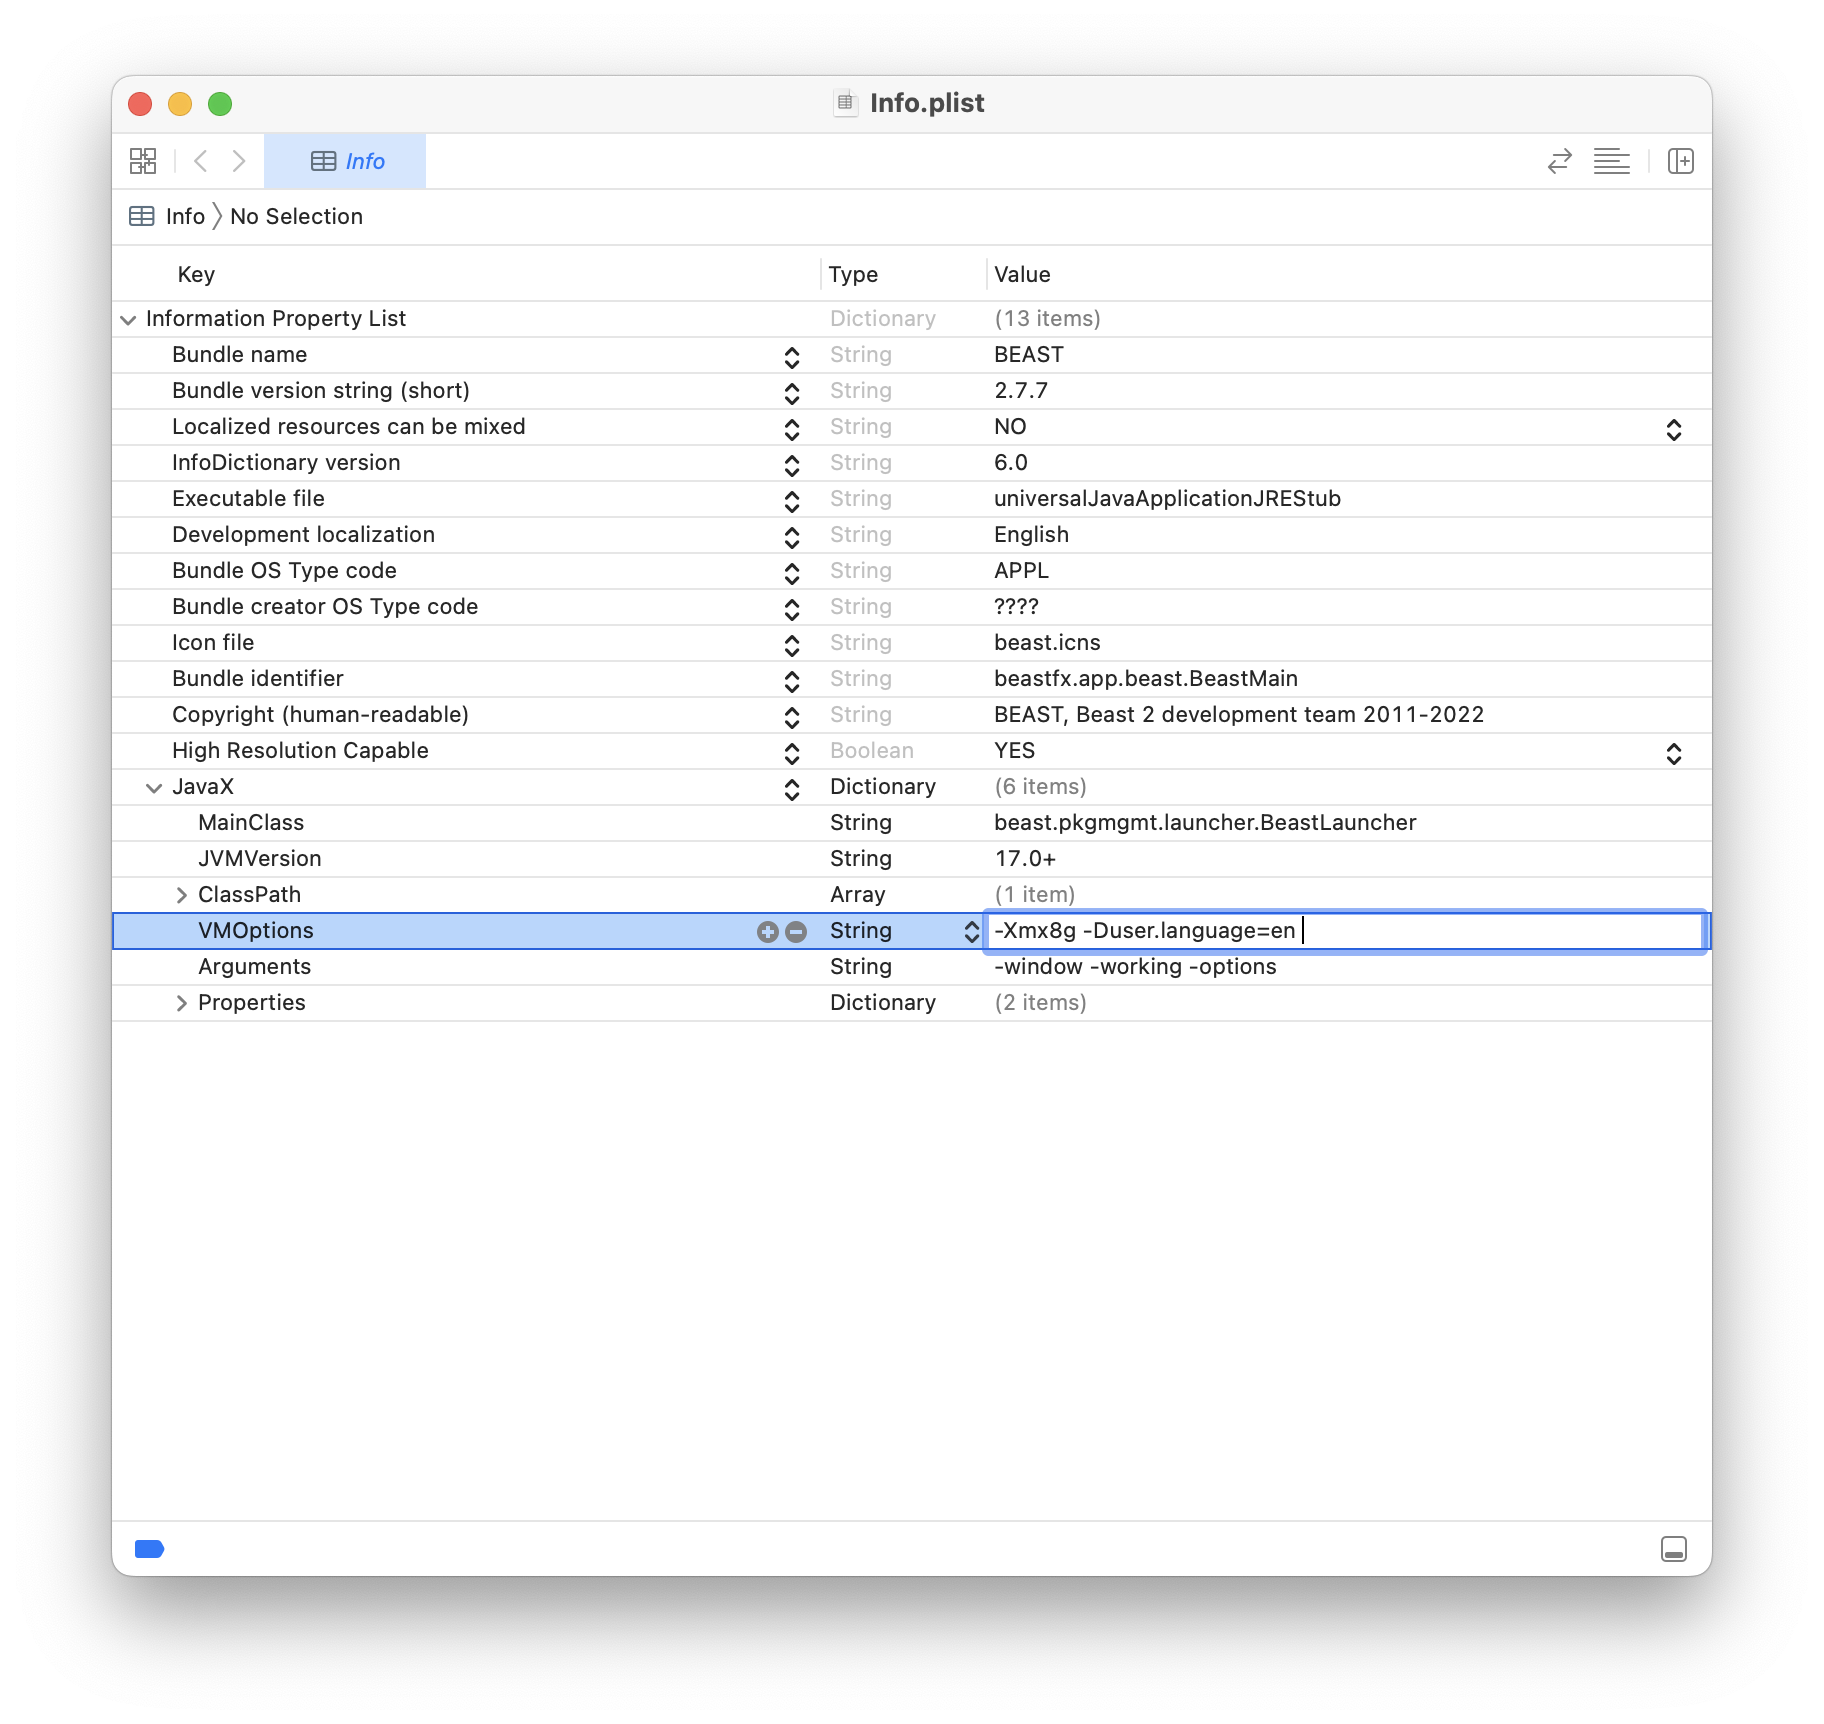 Info.plist
Info
Info No Selection
Key Type Value
Information Property List Dictionary (13 items)
Bundle name String BEAST
Bundle version string (short) String 2.7.7
Localized resources can be mixed String NO
InfoDictionary version String 6.0
Executable file String universalJavaApplicationJREStub
Development localization String English
Bundle OS Type code String APPL
Bundle creator OS Type code String ????
Icon file String beast.icns
Bundle identifier String beastfx.app.beast.BeastMain
Copyright (human-readable) String BEAST, Beast 2 development team 2011-2022
High Resolution Capable Boolean YES
JavaX Dictionary (6 items)
MainClass String beast.pkgmgmt.launcher.BeastLauncher
JVMVersion String 17.0+
ClassPath Array (1 item)
VMOptions String -Xmx8g -Duser.language=en
Arguments String -window -working -options
Properties Dictionary (2 items)